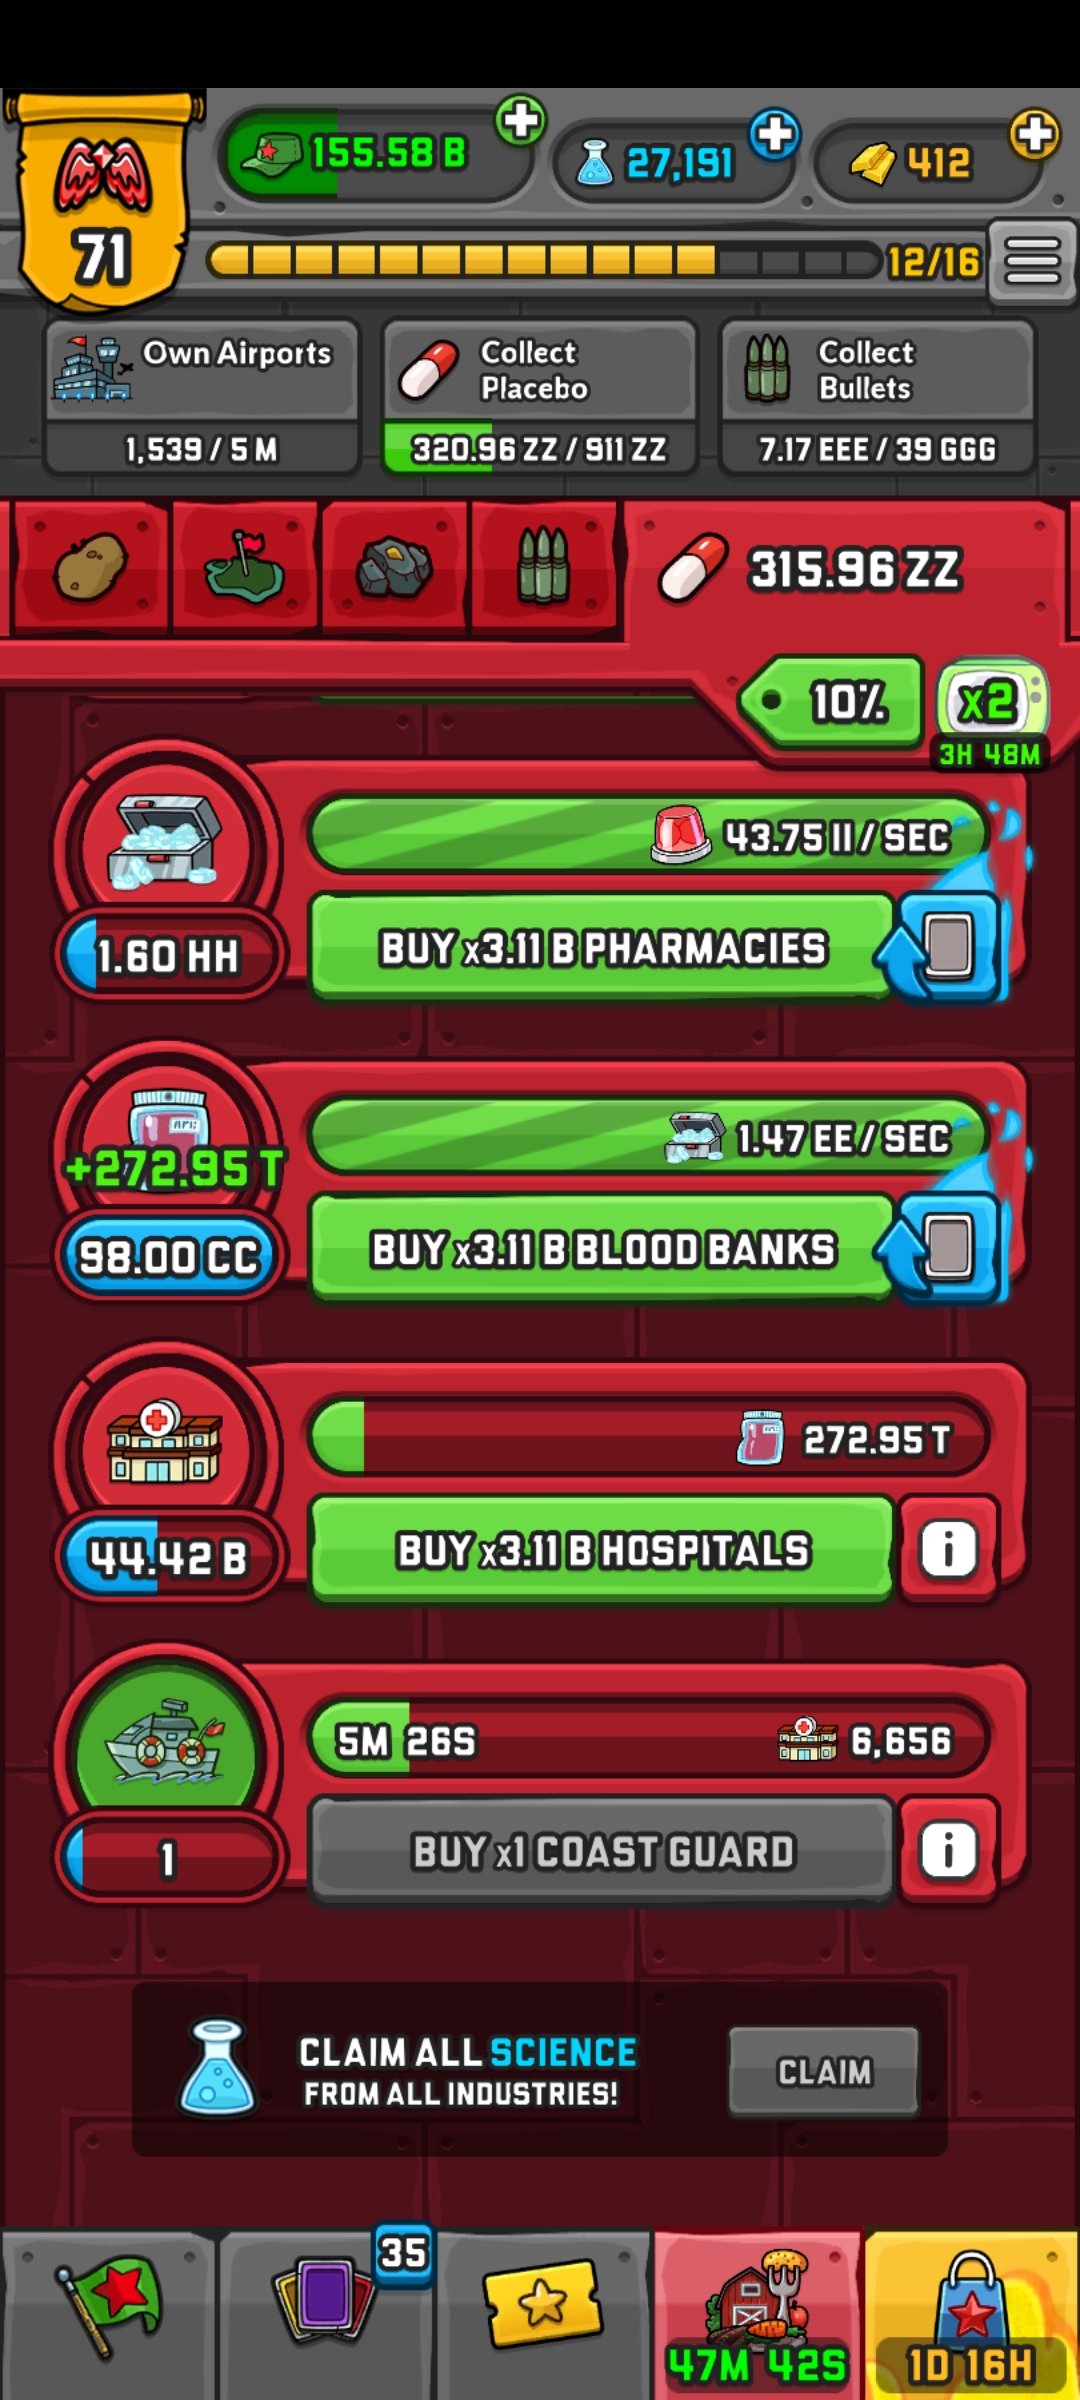 71
155.58 B
27,191
412
12/16
Own Airports
1,539 / 5 M
Collect
Placebo
320.96 ZZ / 911 ZZ
Collect
Bullets
7.17 EEE / 39 GGG
315.96 ZZ
10%
x2
3H 48M
43.75 II / SEC
1.60 HH
BUY x3.11 B PHARMACIES
1.47 EE / SEC
+272.95 T
98.00 CC
BUY x3.11 B BLOOD BANKS
272.95 T
44.42 B
BUY x3.11 B HOSPITALS
i
5M 26S
6,656
1
BUY x1 COAST GUARD
i
CLAIM ALL SCIENCE
FROM ALL INDUSTRIES!
CLAIM
35
47M 42S
1D 16H